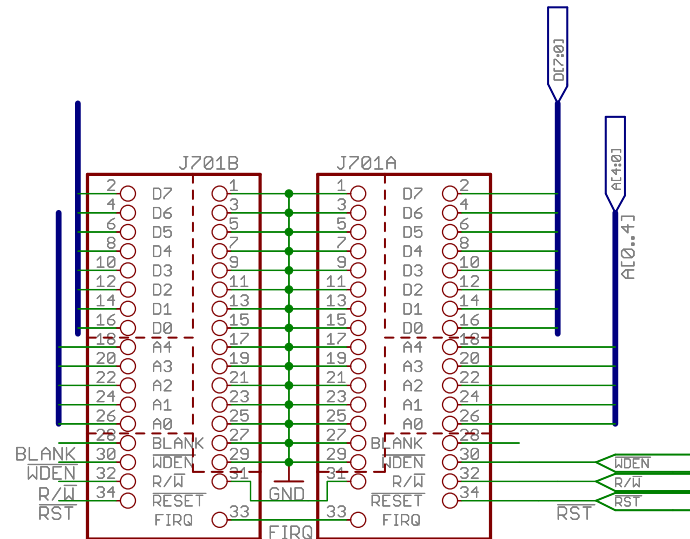 D[7:0]
A[4:0]
J701B J701A
2 D7 1 1 D7 2
4 D6 3 3 D6 4
6 D5 5 5 D5 6
8 D4 7 7 D4 8
10 D3 9 9 D3 10
12 D2 11 11 D2 12
14 D1 13 13 D1 14
16 D0 15 15 D0 16
18 A4 17 17 A4 18
20 A3 19 19 A3 20
22 A2 21 21 A2 22
24 A1 23 23 A1 24
26 A0 25 25 A0 26
28 BLANK 27 27 BLANK 28
BLANK 30 WDEN 29 29 WDEN 30 WDEN
WDEN 32 R/W 31 31 R/W 32 R/W
R/W 34 RESET GND RESET 34 RST
RST FIRQ 33 33 FIRQ RST
FIRQ
A[0..4]